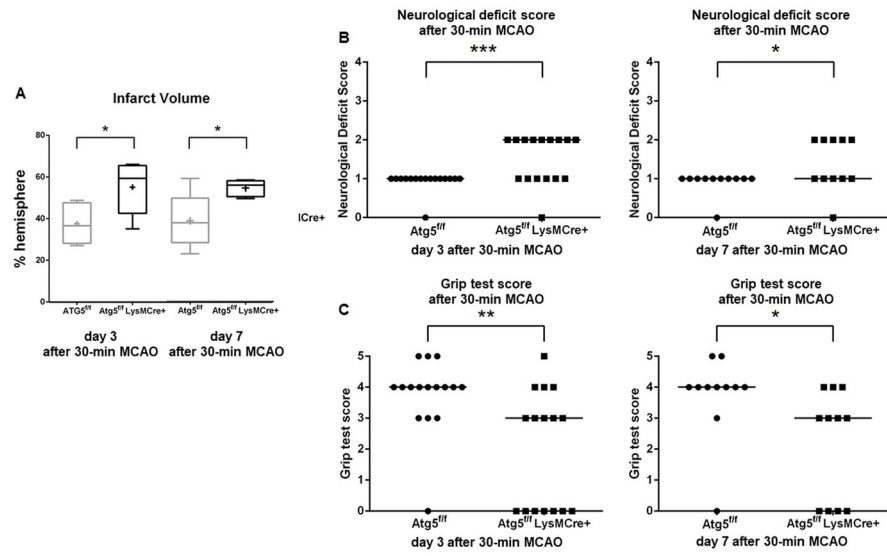 A
Infarct Volume
*
*
% hemisphere
80
60
40
20
0
ATG5f/f
Atg5f/f LysMCre+
Atg5f/f
Atg5f/f LysMCre+
day 3
after 30-min MCAO
day 7
after 30-min MCAO
lCre+
B
Neurological deficit score
after 30-min MCAO
***
Neurological Deficit Score
4
3
2
1
0
Atg5f/f
Atg5f/f LysMCre+
day 3 after 30-min MCAO
Neurological deficit score
after 30-min MCAO
*
Neurological Deficit Score
4
3
2
1
0
Atg5f/f
Atg5f/f LysMCre+
day 7 after 30-min MCAO
C
Grip test score
after 30-min MCAO
**
Grip test score
5
4
3
2
1
0
Atg5f/f
Atg5f/f LysMCre+
day 3 after 30-min MCAO
Grip test score
after 30-min MCAO
*
Grip test score
5
4
3
2
1
0
Atg5f/f
Atg5f/f LysMCre+
day 7 after 30-min MCAO